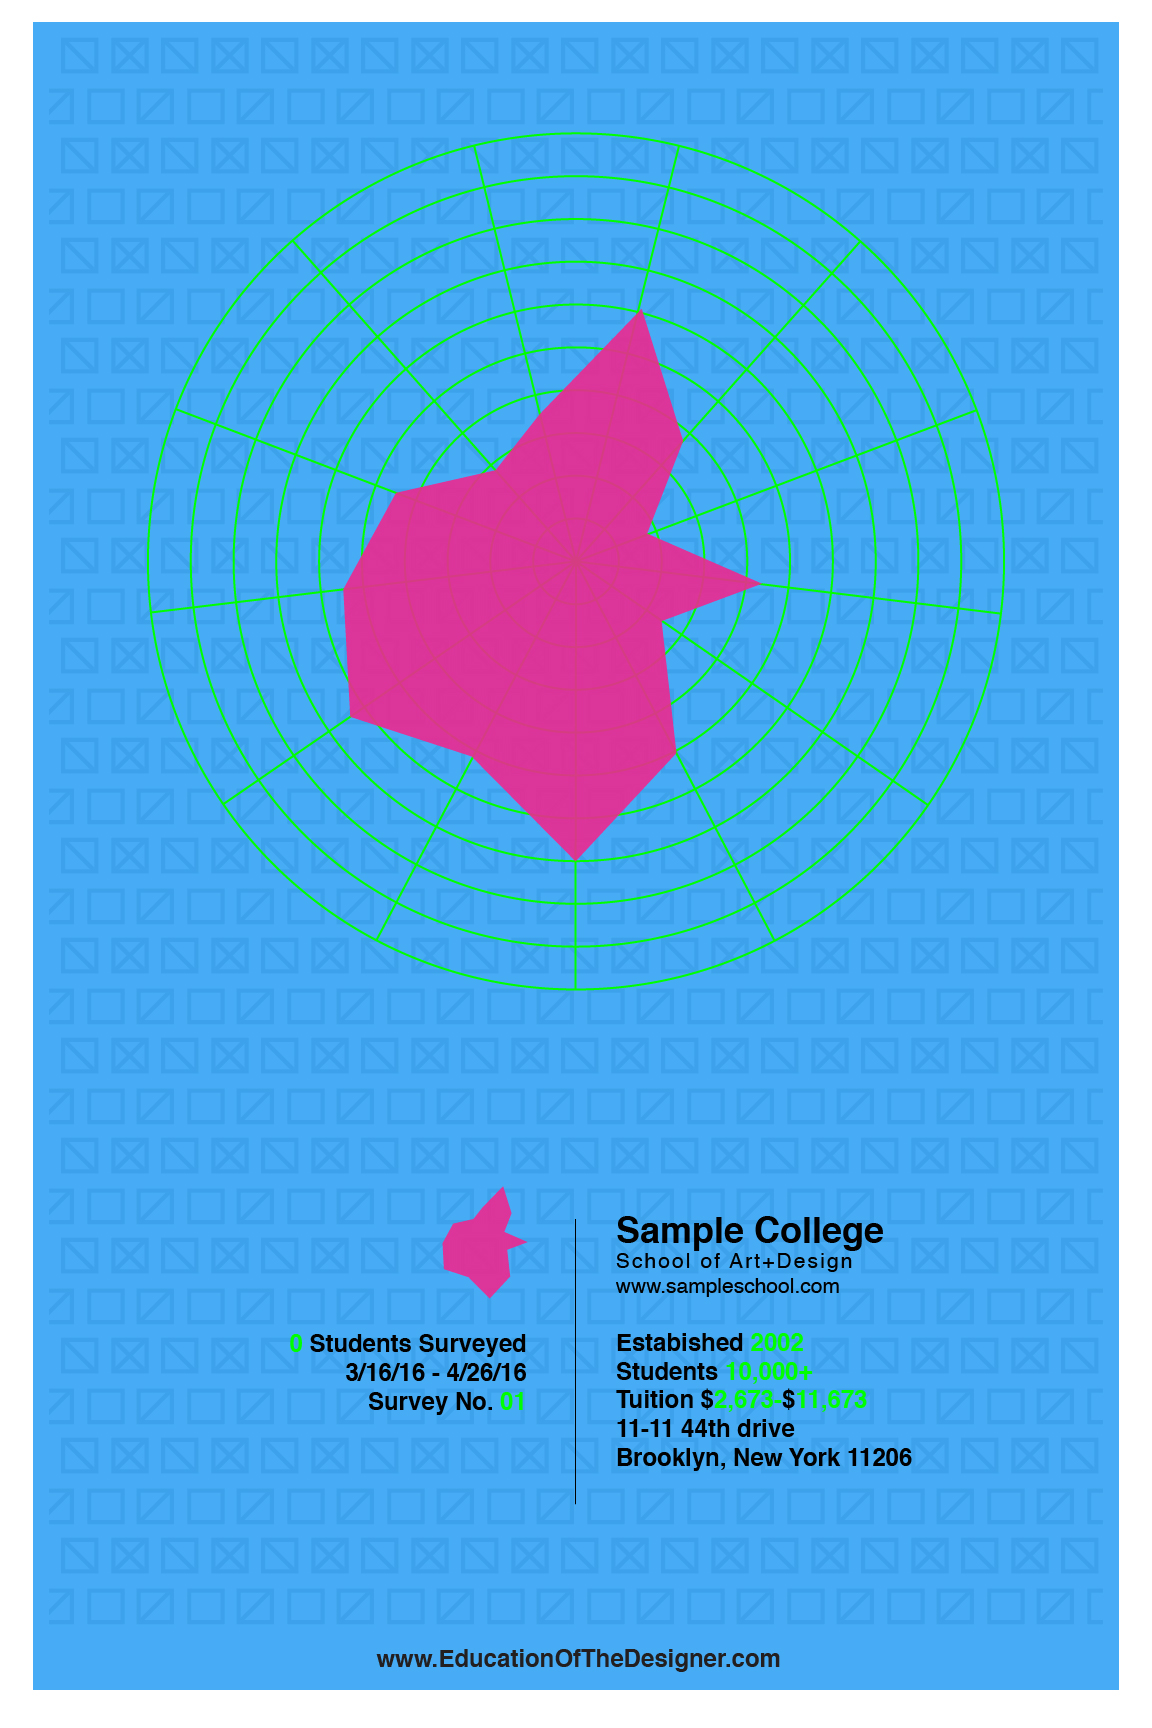 Sample College
School of Art+Design
www.sampleschool.com
0 Students Surveyed
3/16/16 - 4/26/16
Survey No. 01
Estabished 2002
Students 10,000+
Tuition $2,673-$11,673
11-11 44th drive
Brooklyn, New York 11206
www.EducationOfTheDesigner.com